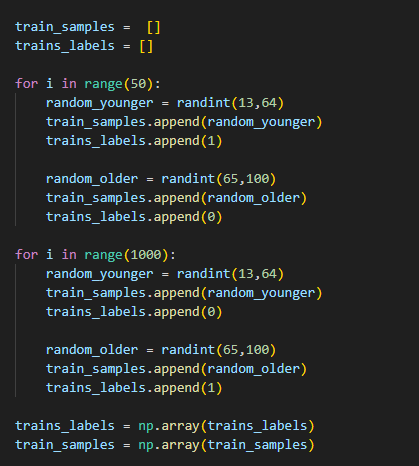 train_samples =  []
trains_labels = []

for i in range(50):
    random_younger = randint(13,64)
    train_samples.append(random_younger)
    trains_labels.append(1)

    random_older = randint(65,100)
    train_samples.append(random_older)
    trains_labels.append(0)

for i in range(1000):
    random_younger = randint(13,64)
    train_samples.append(random_younger)
    trains_labels.append(0)

    random_older = randint(65,100)
    train_samples.append(random_older)
    trains_labels.append(1)

trains_labels = np.array(trains_labels)
train_samples = np.array(train_samples)